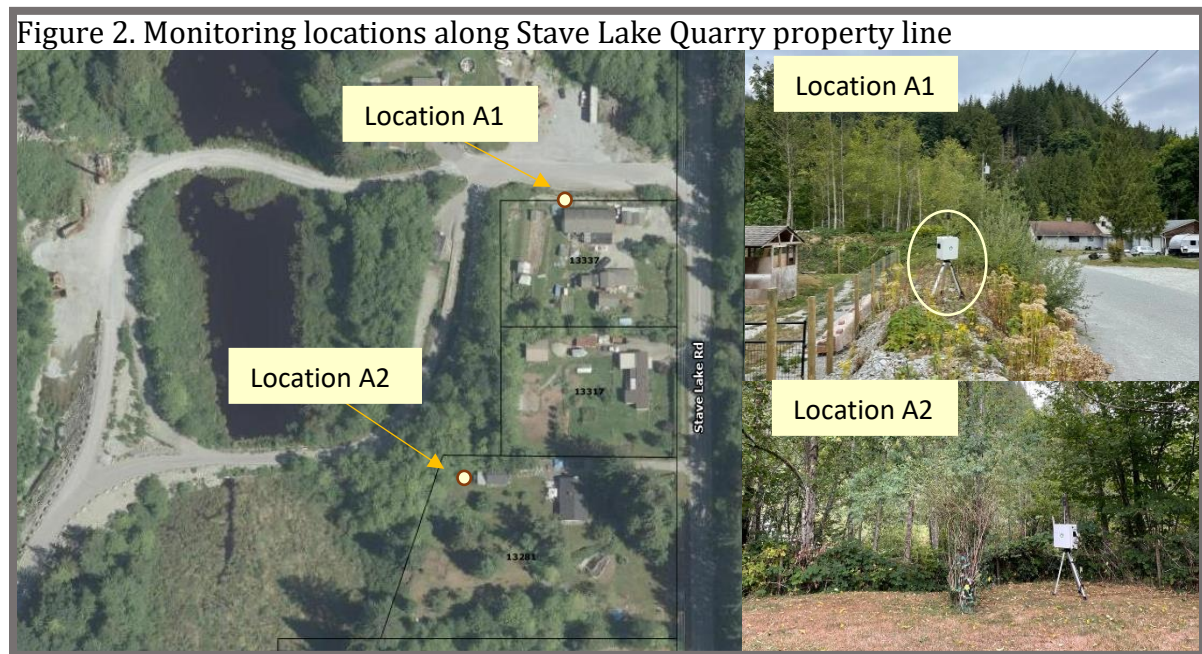 Figure 2. Monitoring locations along Stave Lake Quarry property line
Location A1
Location A1
13337
Location A2
13317
Stave Lake Rd
Location A2
13281